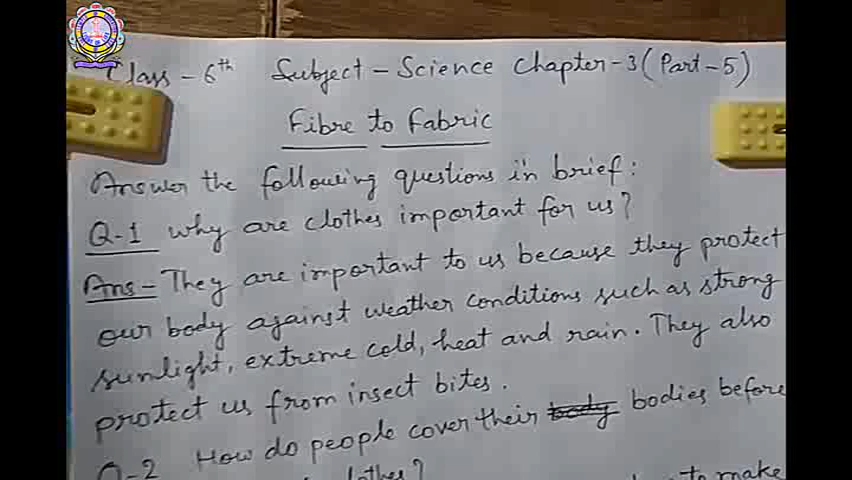 Class - 6th Subject - Science Chapter - 3 (Part - 5)
Fibre to Fabric
Answer the following questions in brief:
Q-1 Why are clothes important for us?
Ans - They are important to us because they protect
our body against weather conditions such as strong
sunlight, extreme cold, heat and rain. They also
protect us from insect bites.
Q-2 How do people cover their body bodies before
clothes?
to make